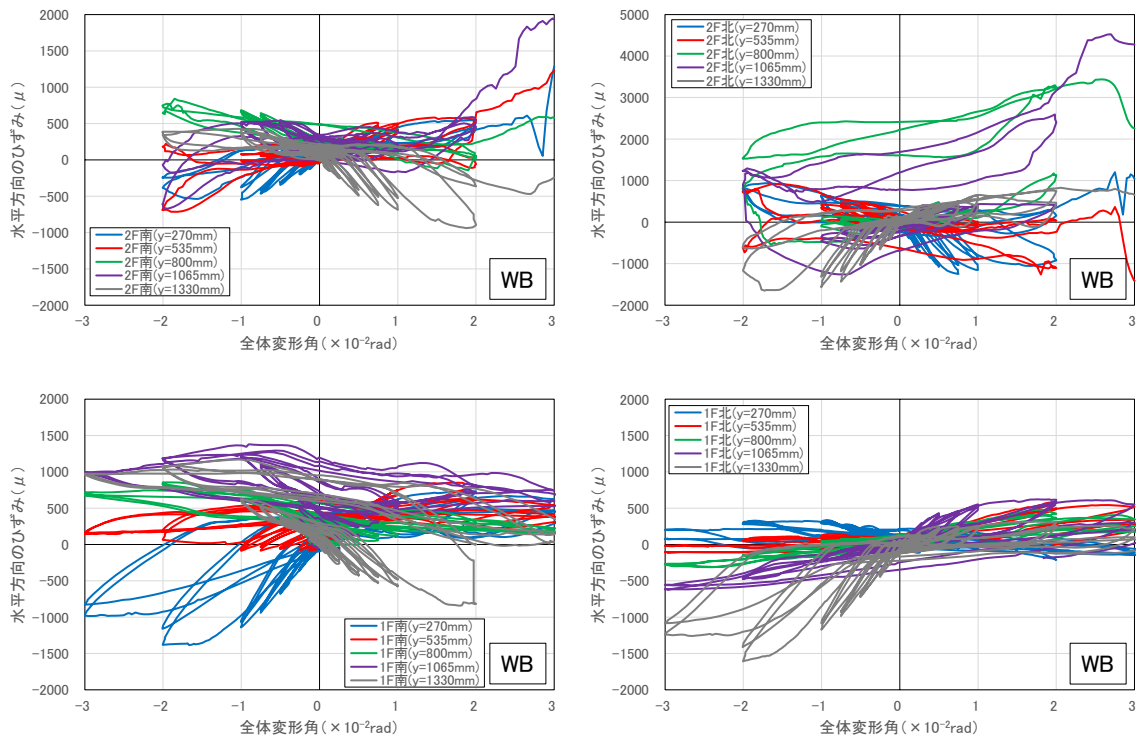 2000
1500
1000
500
0
-500
-1000
-1500
2000
-3
-2
-1
0
1
2
3
水平方向のひずみ(μ)
全体変形角(×10⁻²rad)
2F南(y=270mm)
2F南(y=535mm)
2F南(y=800mm)
2F南(y=1065mm)
2F南(y=1330mm)
WB
5000
4000
3000
2000
1000
0
-1000
-2000
-3
-2
-1
0
1
2
3
水平方向のひずみ(μ)
全体変形角(×10⁻²rad)
2F北(y=270mm)
2F北(y=535mm)
2F北(y=800mm)
2F北(y=1065mm)
2F北(y=1330mm)
WB
2000
1500
1000
500
0
-500
-1000
-1500
-2000
-3
-2
-1
0
1
2
3
水平方向のひずみ(μ)
全体変形角(×10⁻²rad)
1F南(y=270mm)
1F南(y=535mm)
1F南(y=800mm)
1F南(y=1065mm)
1F南(y=1330mm)
WB
2000
1500
1000
500
0
-500
-1000
-1500
-2000
-3
-2
-1
0
1
2
3
水平方向のひずみ(μ)
全体変形角(×10⁻²rad)
1F北(y=270mm)
1F北(y=535mm)
1F北(y=800mm)
1F北(y=1065mm)
1F北(y=1330mm)
WB